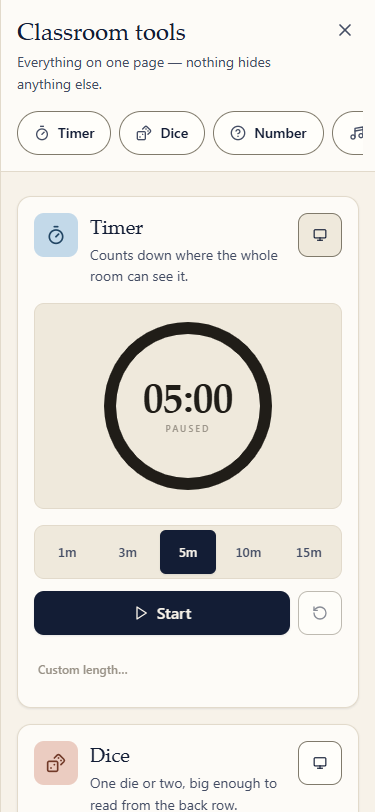 Classroom tools
Everything on one page — nothing hides
anything else.
Timer
Dice
Number
Timer
Counts down where the whole
room can see it.
05:00
PAUSED
1m
3m
5m
10m
15m
Start
Custom length...
Dice
One die or two, big enough to
read from the back row.